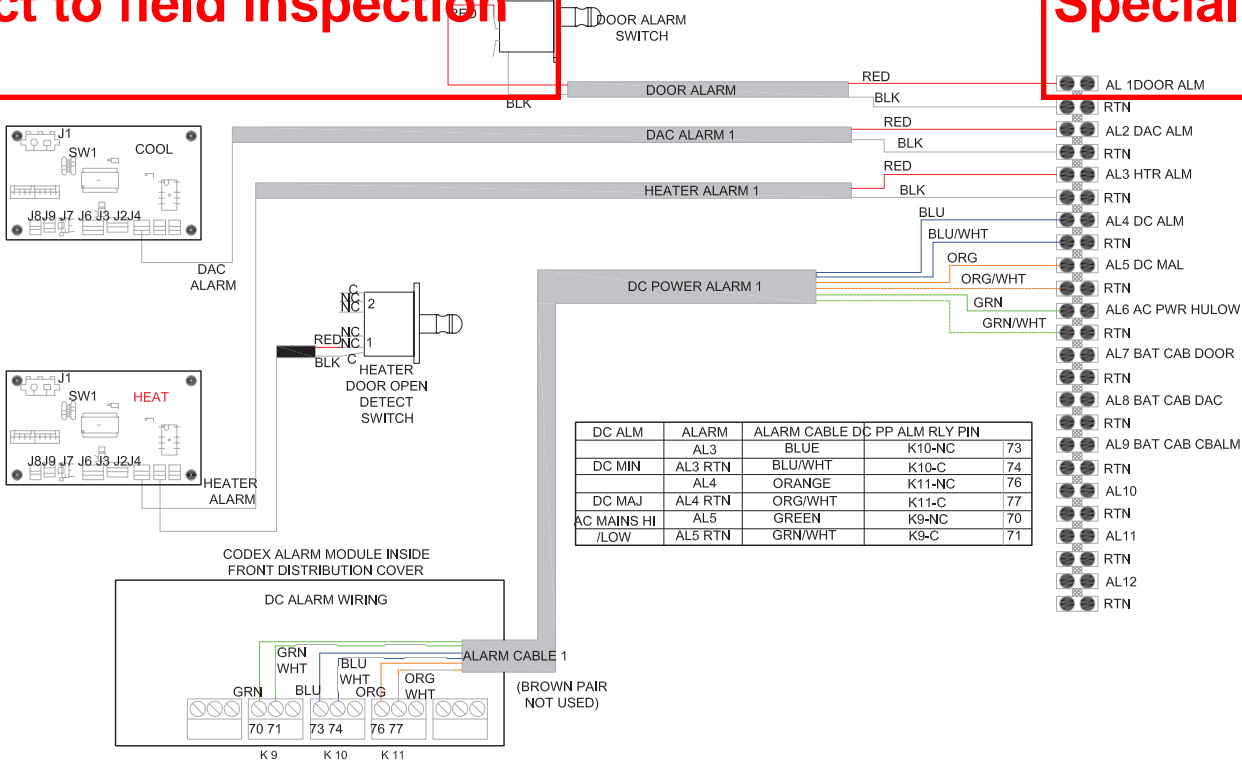 ct to field inspection
Special
RED
DOOR ALARM
SWITCH
BLK
DOOR ALARM
RED
BLK
AL 1DOOR ALM
RTN
DAC ALARM 1
RED
BLK
AL2 DAC ALM
RTN
HEATER ALARM 1
RED
BLK
AL3 HTR ALM
RTN
J1
SW1
COOL
J8J9 J7 J6 J3 J2J4
DAC
ALARM
BLU
BLU/WHT
AL4 DC ALM
RTN
DC POWER ALARM 1
ORG
ORG/WHT
AL5 DC MAL
RTN
GRN
GRN/WHT
AL6 AC PWR HULOW
RTN
AL7 BAT CAB DOOR
RTN
AL8 BAT CAB DAC
RTN
AL9 BAT CAB CBALM
RTN
AL10
RTN
AL11
RTN
AL12
RTN
C
NC
NC
2
NC
RED NC 1
BLK C
HEATER
DOOR OPEN
DETECT
SWITCH
J1
SW1
HEAT
J8J9 J7 J6 J3 J2J4
HEATER
ALARM
DC ALM ALARM ALARM CABLE DC PP ALM RLY PIN
AL3 BLUE K10-NC 73
DC MIN AL3 RTN BLU/WHT K10-C 74
AL4 ORANGE K11-NC 76
DC MAJ AL4 RTN ORG/WHT K11-C 77
AC MAINS HI AL5 GREEN K9-NC 70
/LOW AL5 RTN GRN/WHT K9-C 71
CODEX ALARM MODULE INSIDE
FRONT DISTRIBUTION COVER
DC ALARM WIRING
ALARM CABLE 1
(BROWN PAIR
NOT USED)
GRN
WHT
BLU
WHT
ORG
WHT
GRN
BLU
ORG
70 71
73 74
76 77
K 9
K 10
K 11